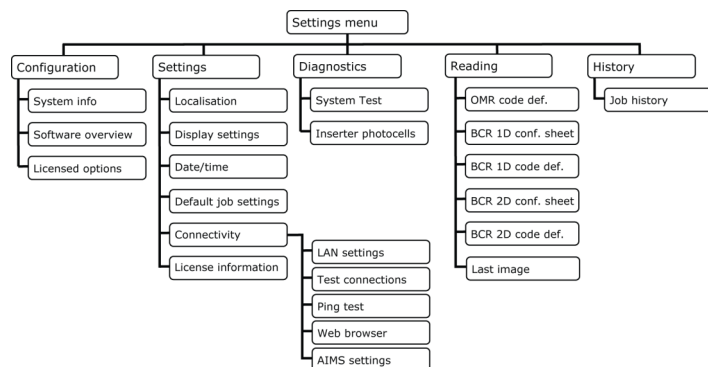 Settings menu
Configuration
System info
Software overview
Licensed options
Settings
Localisation
Display settings
Date/time
Default job settings
Connectivity
LAN settings
Test connections
Ping test
Web browser
AIMS settings
License information
Diagnostics
System Test
Inserter photocells
Reading
OMR code def.
BCR 1D conf. sheet
BCR 1D code def.
BCR 2D conf. sheet
BCR 2D code def.
Last image
History
Job history